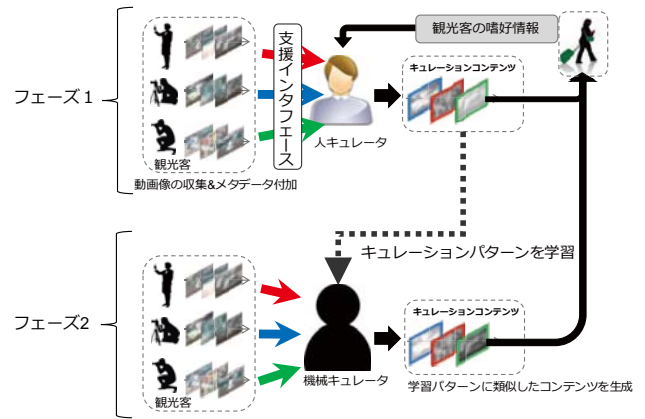 観光客の嗜好情報
支援インタフェース
キュレーションコンテンツ
フェーズ1
人キュレータ
観光客
動画像の収集&メタデータ付加
フェーズ2
キュレーションパターンを学習
キュレーションコンテンツ
観光客
機械キュレータ
学習パターンに類似したコンテンツを生成